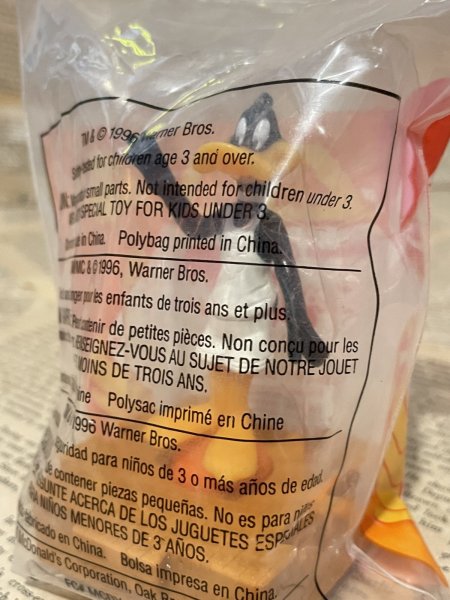 TM & © 1996 Warner Bros.
Safety-tested for children age 3 and over.
small parts. Not intended for children under 3.
SPECIAL TOY FOR KIDS UNDER 3.
in China. Polybag printed in China.
MC & © 1996, Warner Bros.
les enfants de trois ans et plus.
contenir de petites pièces. Non conçu pour les
RENSEIGNEZ-VOUS AU SUJET DE NOTRE JOUET
MOINS DE TROIS ANS.
Polysac imprimé en Chine
1996 Warner Bros.
para niños de 3 o más años de edad.
contener piezas pequeñas. No es para niños
ACERCA DE LOS JUGUETES ESPECIALES
NIÑOS MENORES DE 3 AÑOS.
Fabricado en China. Bolsa impresa en China.
McDonald's Corporation, Oak